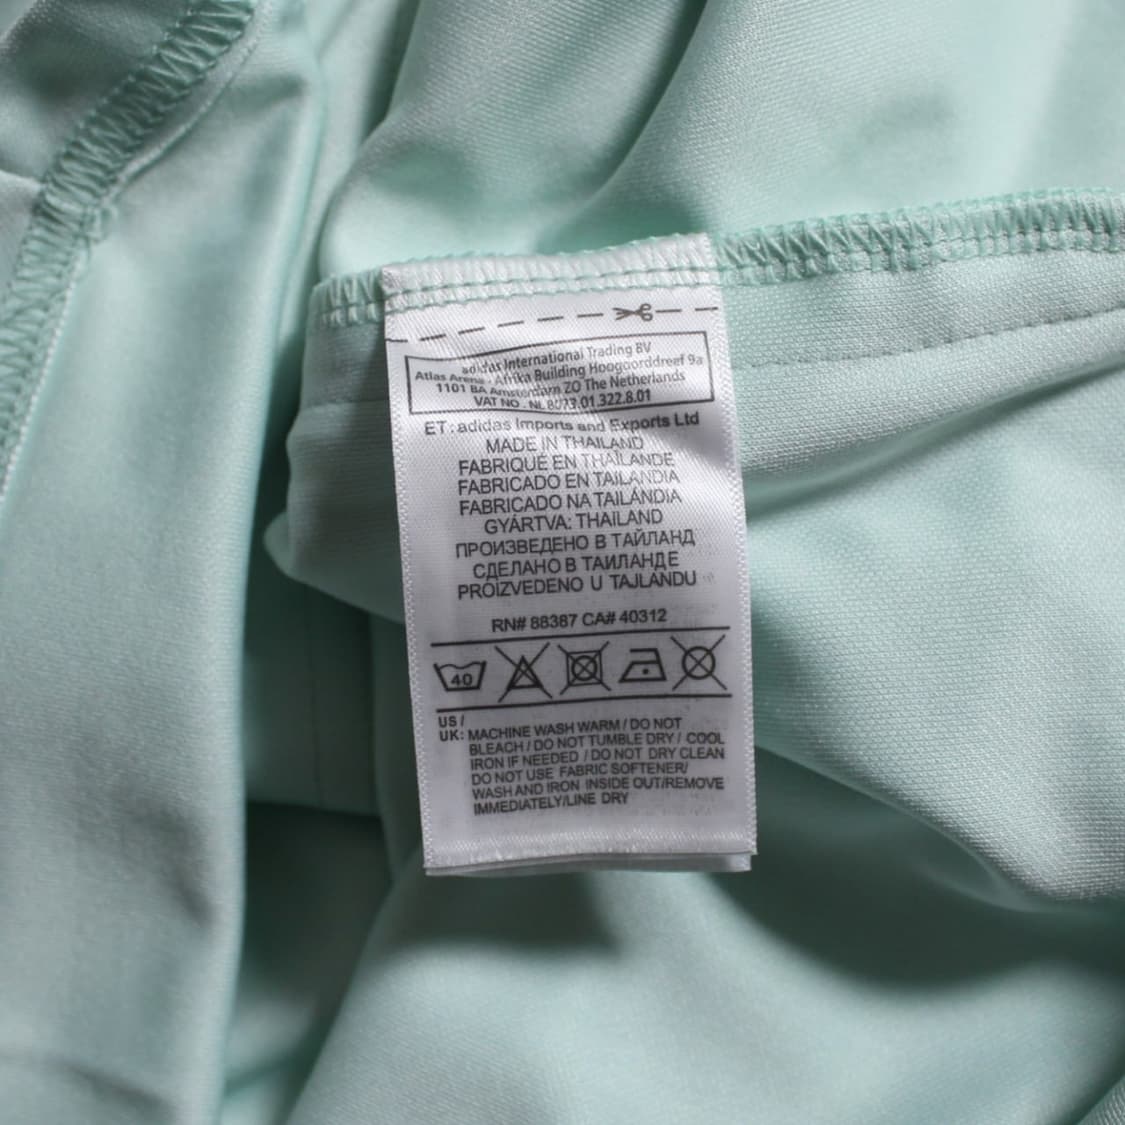 adidas International Trading BV
Atlas Arena - Afrika Building Hoogoorddreef 9a
1101 BA Amsterdam ZO The Netherlands
VAT NO . NL 8073.01.322.8.01
ET : adidas Imports and Exports Ltd
MADE IN THAILAND
FABRIQUÉ EN THAÏLANDE
FABRICADO EN TAILANDIA
FABRICADO NA TAILÁNDIA
GYÁRTVA: THAILAND
ПРОИЗВЕДЕНО В ТАЙЛАНД
СДЕЛАНО В ТАИЛАНДЕ
PROIZVEDENO U TAJLANDU
RN# 88387 CA# 40312
40
US /
UK: MACHINE WASH WARM / DO NOT
BLEACH / DO NOT TUMBLE DRY / COOL
IRON IF NEEDED / DO NOT DRY CLEAN
DO NOT USE FABRIC SOFTENER/
WASH AND IRON INSIDE OUT/REMOVE
IMMEDIATELY/LINE DRY